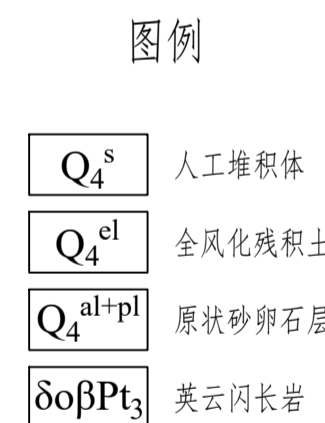 图例
Q₄ˢ 人工堆积体
Q₄ᵉˡ 全风化残积土
Q₄ᵃˡ⁺ᵖˡ 原状砂卵石层
δοβPt₃ 英云闪长岩